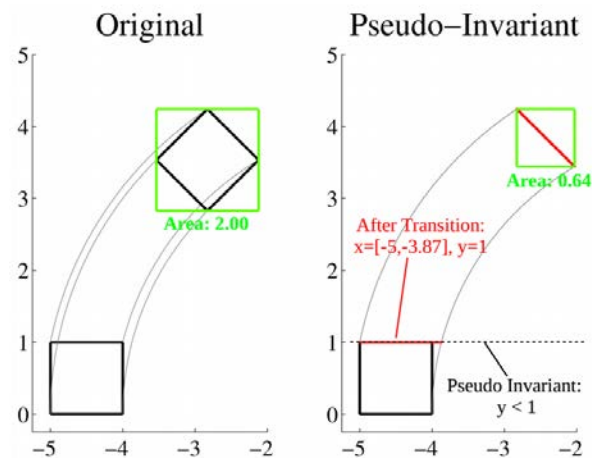 Original
Pseudo−Invariant
5
4
3
2
1
0
−5
−4
−3
−2
Area: 2.00
5
4
3
2
1
0
−5
−4
−3
−2
Area: 0.64
After Transition:
x=[-5,-3.87], y=1
Pseudo Invariant:
y < 1